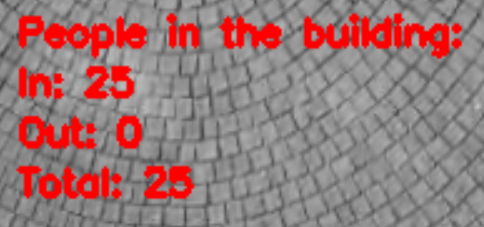 People in the building:
In: 25
Out: 0
Total: 25